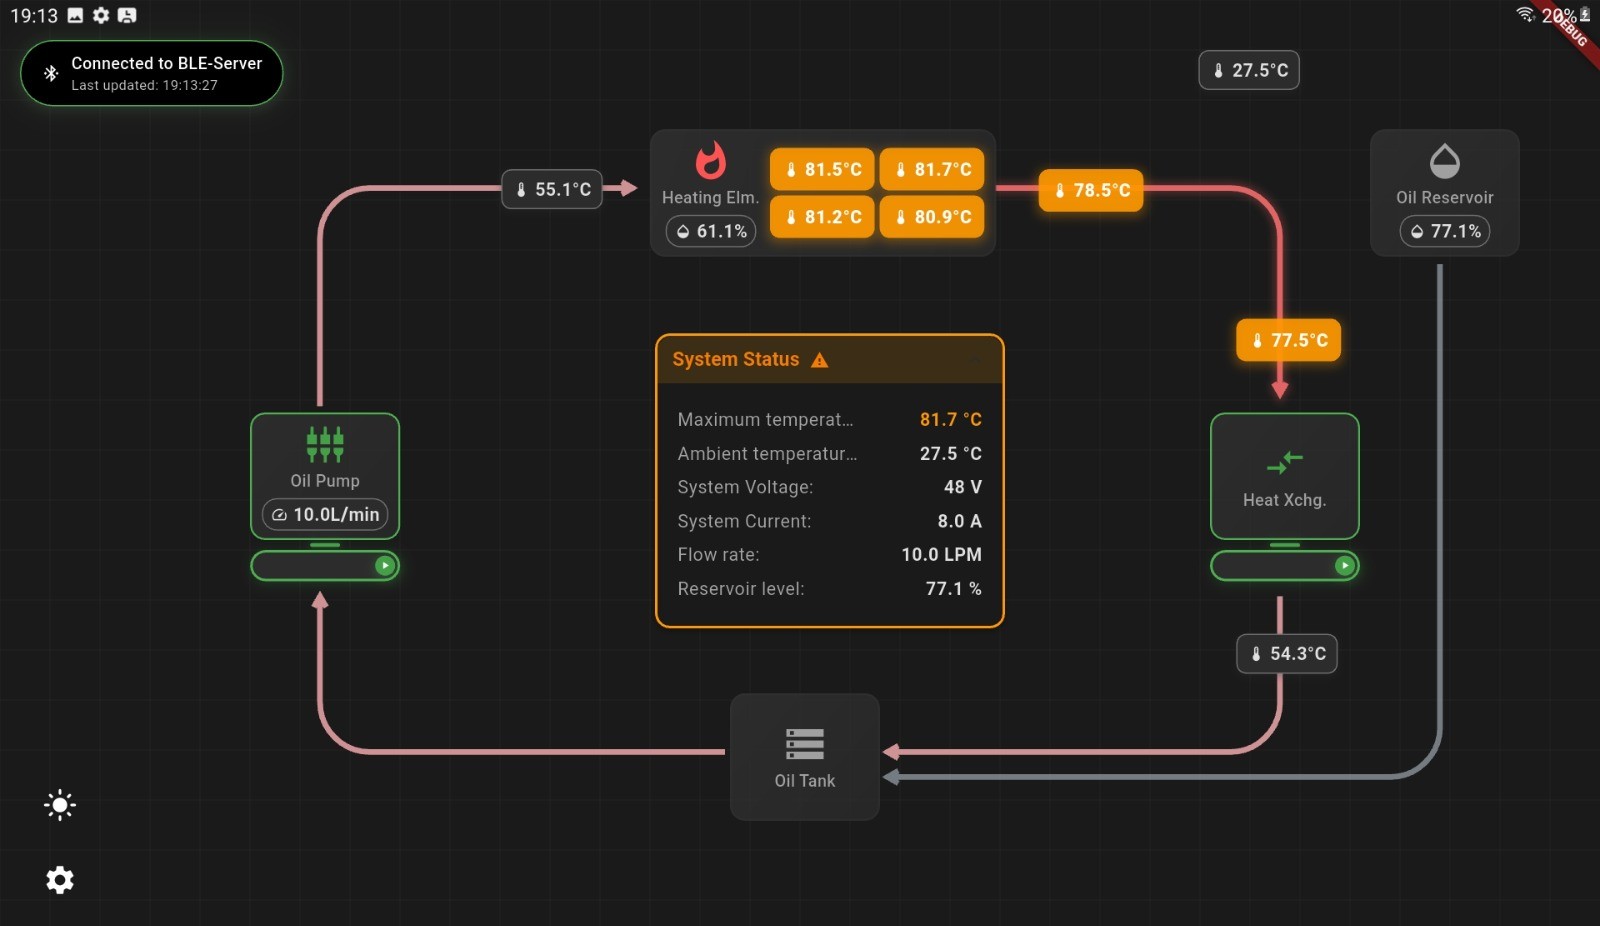 19:13
20%
DEBUG
Connected to BLE-Server
Last updated: 19:13:27
27.5°C
55.1°C
Heating Elm.
61.1%
81.5°C
81.7°C
81.2°C
80.9°C
78.5°C
Oil Reservoir
77.1%
77.5°C
System Status
Maximum temperat… 81.7 °C
Ambient temperatur… 27.5 °C
System Voltage: 48 V
System Current: 8.0 A
Flow rate: 10.0 LPM
Reservoir level: 77.1 %
Oil Pump
10.0L/min
Heat Xchg.
54.3°C
Oil Tank